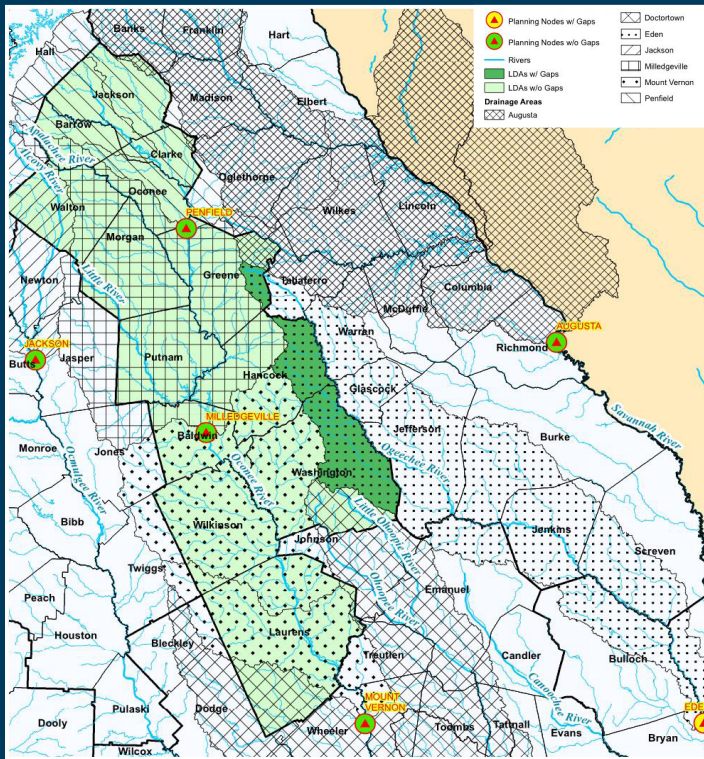 Planning Nodes w/ Gaps
Planning Nodes w/o Gaps
Rivers
LDAs w/ Gaps
LDAs w/o Gaps
Drainage Areas
Augusta
Doctortown
Eden
Jackson
Milledgeville
Mount Vernon
Penfield
Banks
Franklin
Hart
Hall
Jackson
Madison
Elbert
Barrow
Apalachee River
Alcovy River
Clarke
Oglethorpe
Oconee
Wilkes
Lincoln
Walton
PENFIELD
Morgan
Greene
Taliaferro
Columbia
Newton
Little River
McDuffie
Warran
AUGUSTA
Richmond
JACKSON
Butts
Jasper
Putnam
Hancock
Glascock
Savannah River
MILLEDGEVILLE
Baldwin
Jefferson
Burke
Monroe
Jones
Ocmulgee River
Oconee River
Washington
Ogeechee River
Bibb
Wilkinson
Little Ohoopie River
Johnson
Jenkins
Screven
Twiggs
Ohoopee River
Emanuel
Peach
Houston
Bleckley
Laurens
Treutlen
Candler
Bulloch
Canoochee River
Pulaski
Dodge
MOUNT
VERNON
EDE
Dooly
Wheeler
Toombs
Tattnall
Evans
Bryan
Wilcox